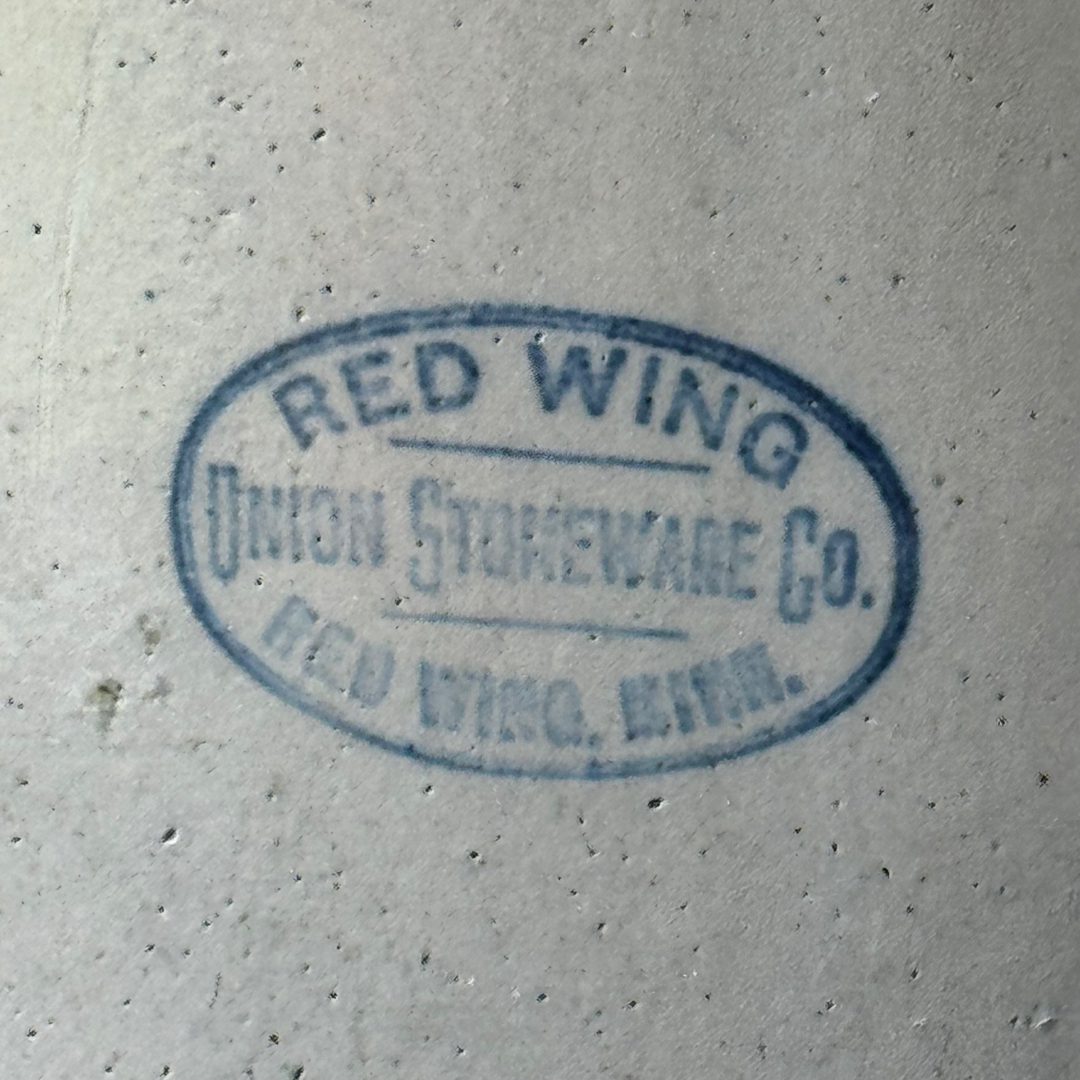 RED WING
UNION STONEWARE CO.
RED WING, MINN.